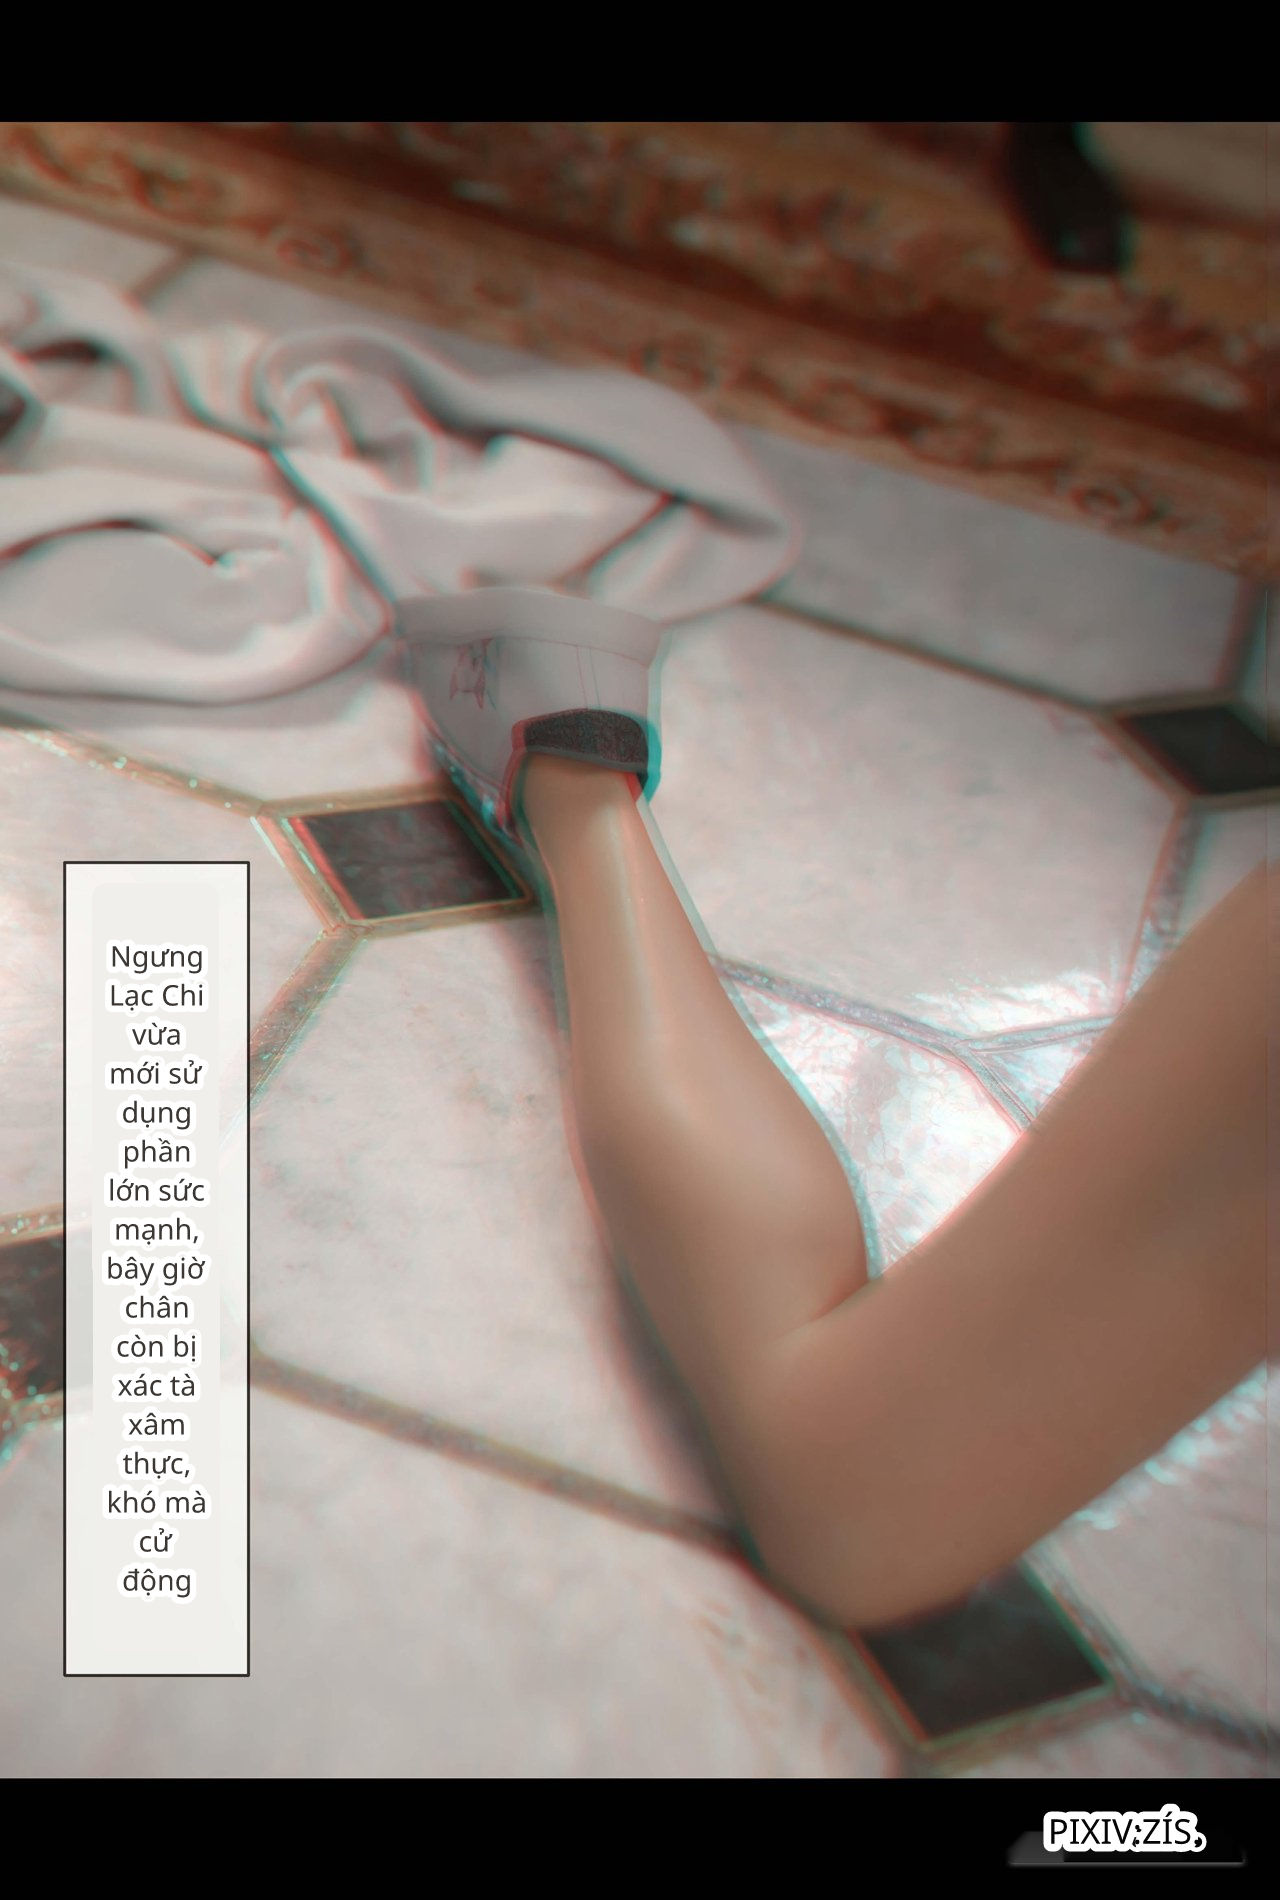 Ngưng
Lạc Chi
vừa
mới sử
dụng
phần
lớn sức
mạnh,
bây giờ
chân
còn bị
xác tà
xâm
thực,
khó mà
cử
động
PIXIV:ZÍS,